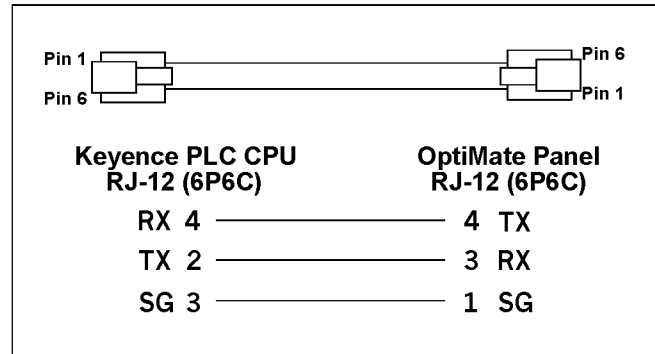 Pin 1 Pin 6
Pin 6 Pin 1
Keyence PLC CPU OptiMate Panel
RJ-12 (6P6C) RJ-12 (6P6C)
RX 4 4 TX
TX 2 3 RX
SG 3 1 SG